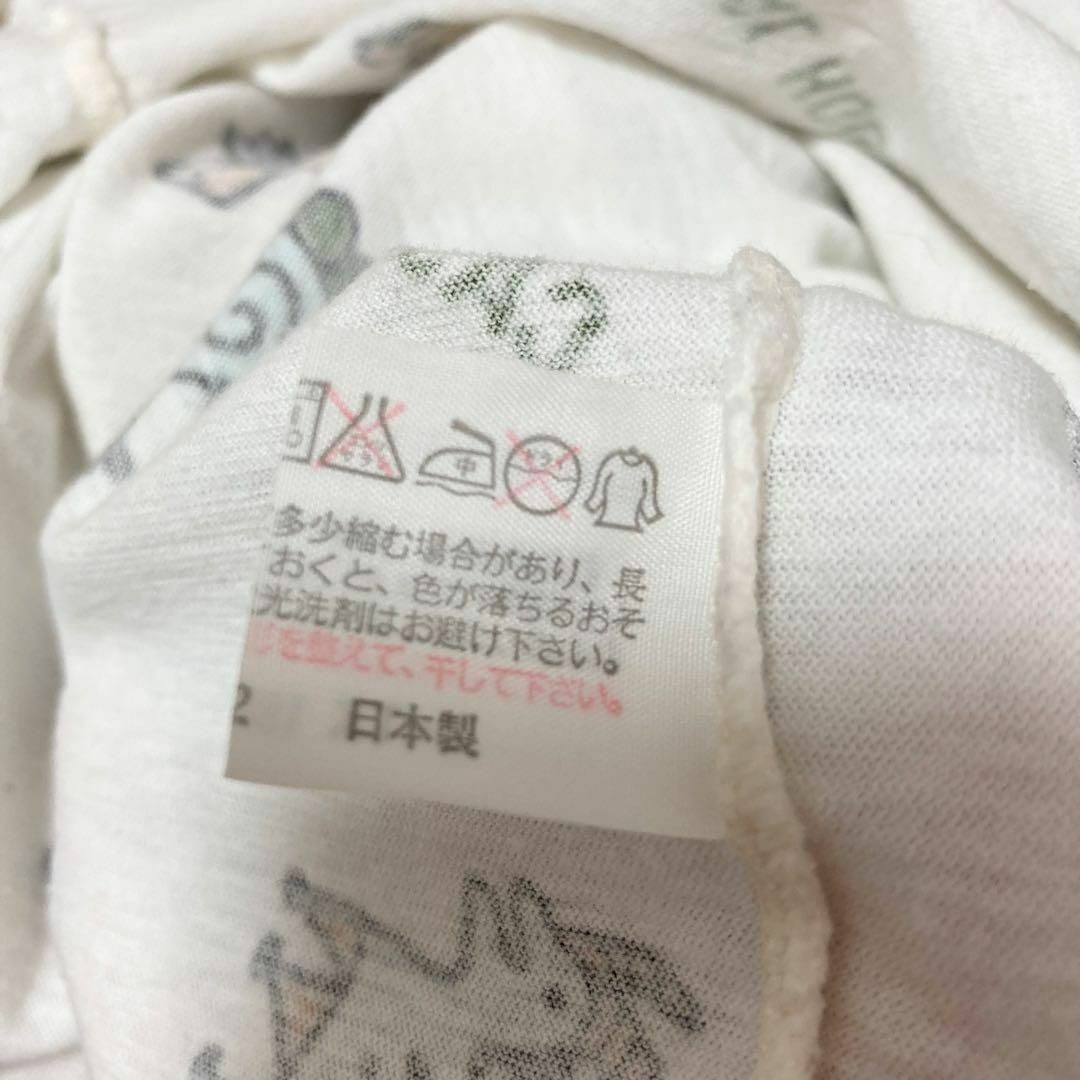 中
多少縮む場合があり、長
おくと、色が落ちるおそ
光洗剤はお避け下さい。
を整えて、干して下さい。
2 日本製